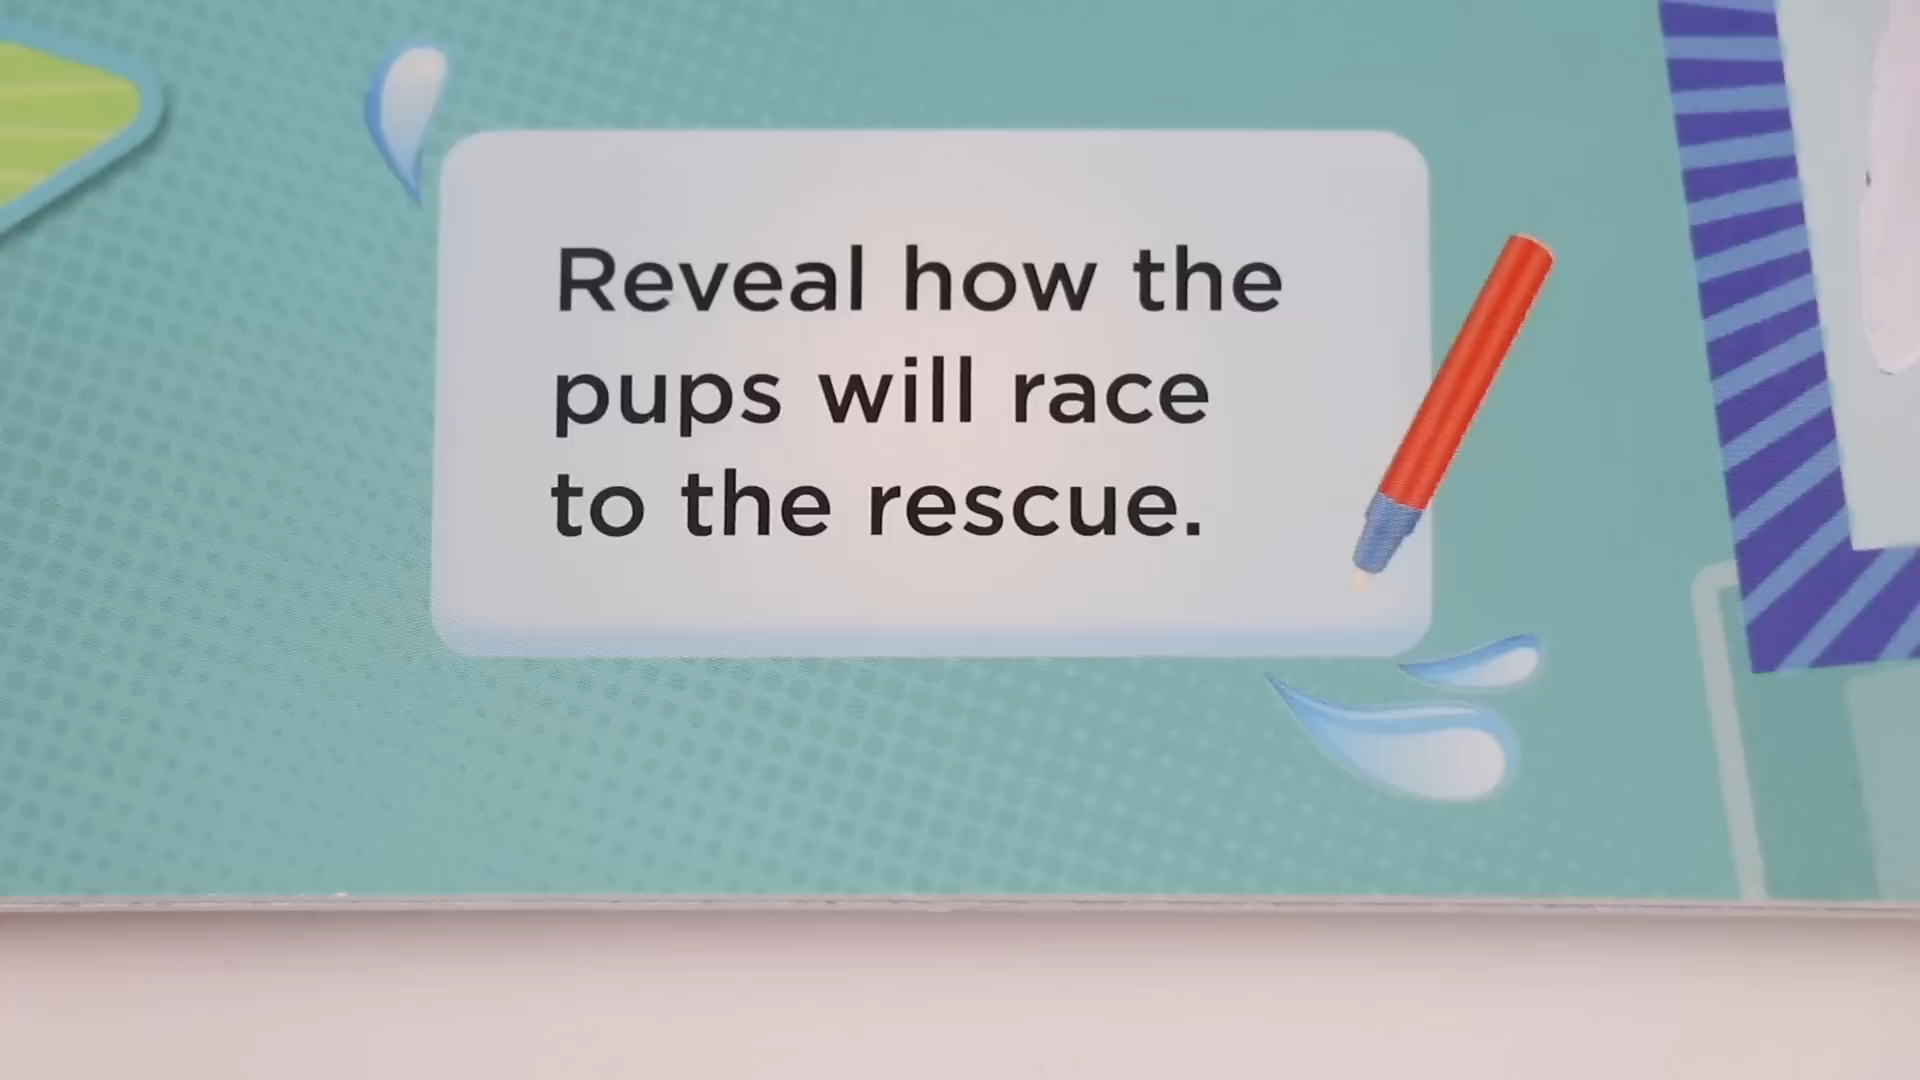 Reveal how the
pups will race
to the rescue.